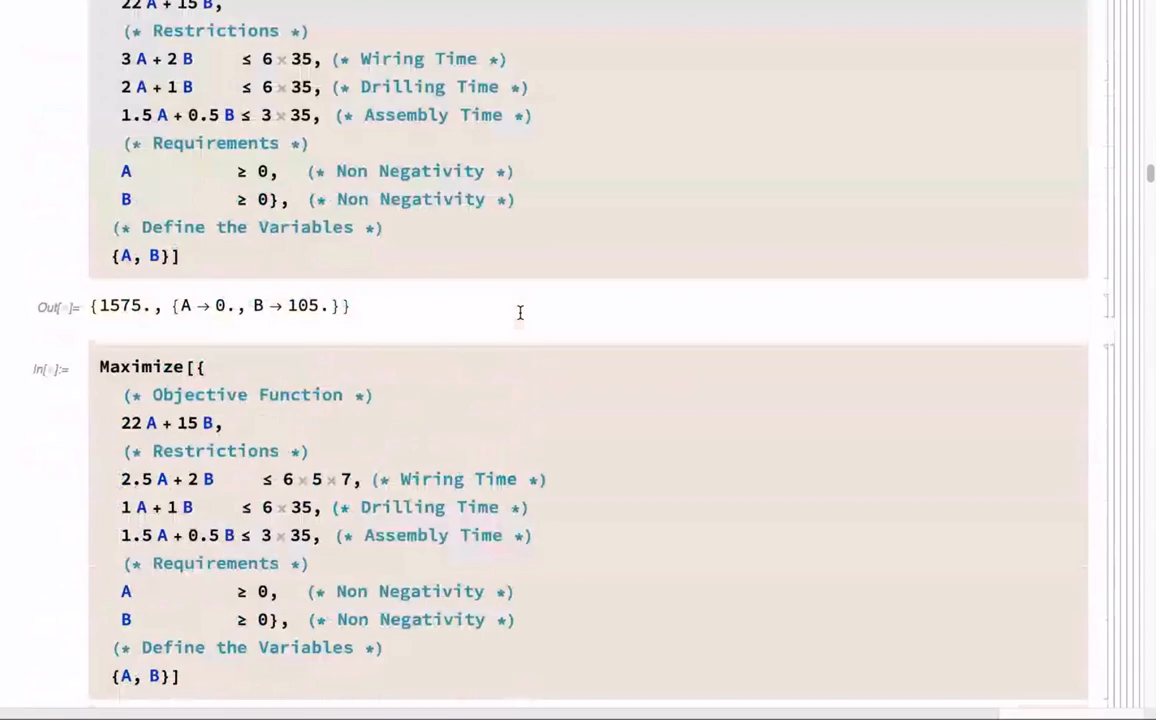 22 A + 15 B,
(* Restrictions *)
3 A + 2 B ≤ 6 × 35, (* Wiring Time *)
2 A + 1 B ≤ 6 × 35, (* Drilling Time *)
1.5 A + 0.5 B ≤ 3 × 35, (* Assembly Time *)
(* Requirements *)
A ≥ 0, (* Non Negativity *)
B ≥ 0}, (* Non Negativity *)
(* Define the Variables *)
{A, B}]
Out[ ]= {1575., {A → 0., B → 105.}}
In[ ]:= Maximize[{
(* Objective Function *)
22 A + 15 B,
(* Restrictions *)
2.5 A + 2 B ≤ 6 × 5 × 7, (* Wiring Time *)
1 A + 1 B ≤ 6 × 35, (* Drilling Time *)
1.5 A + 0.5 B ≤ 3 × 35, (* Assembly Time *)
(* Requirements *)
A ≥ 0, (* Non Negativity *)
B ≥ 0}, (* Non Negativity *)
(* Define the Variables *)
{A, B}]